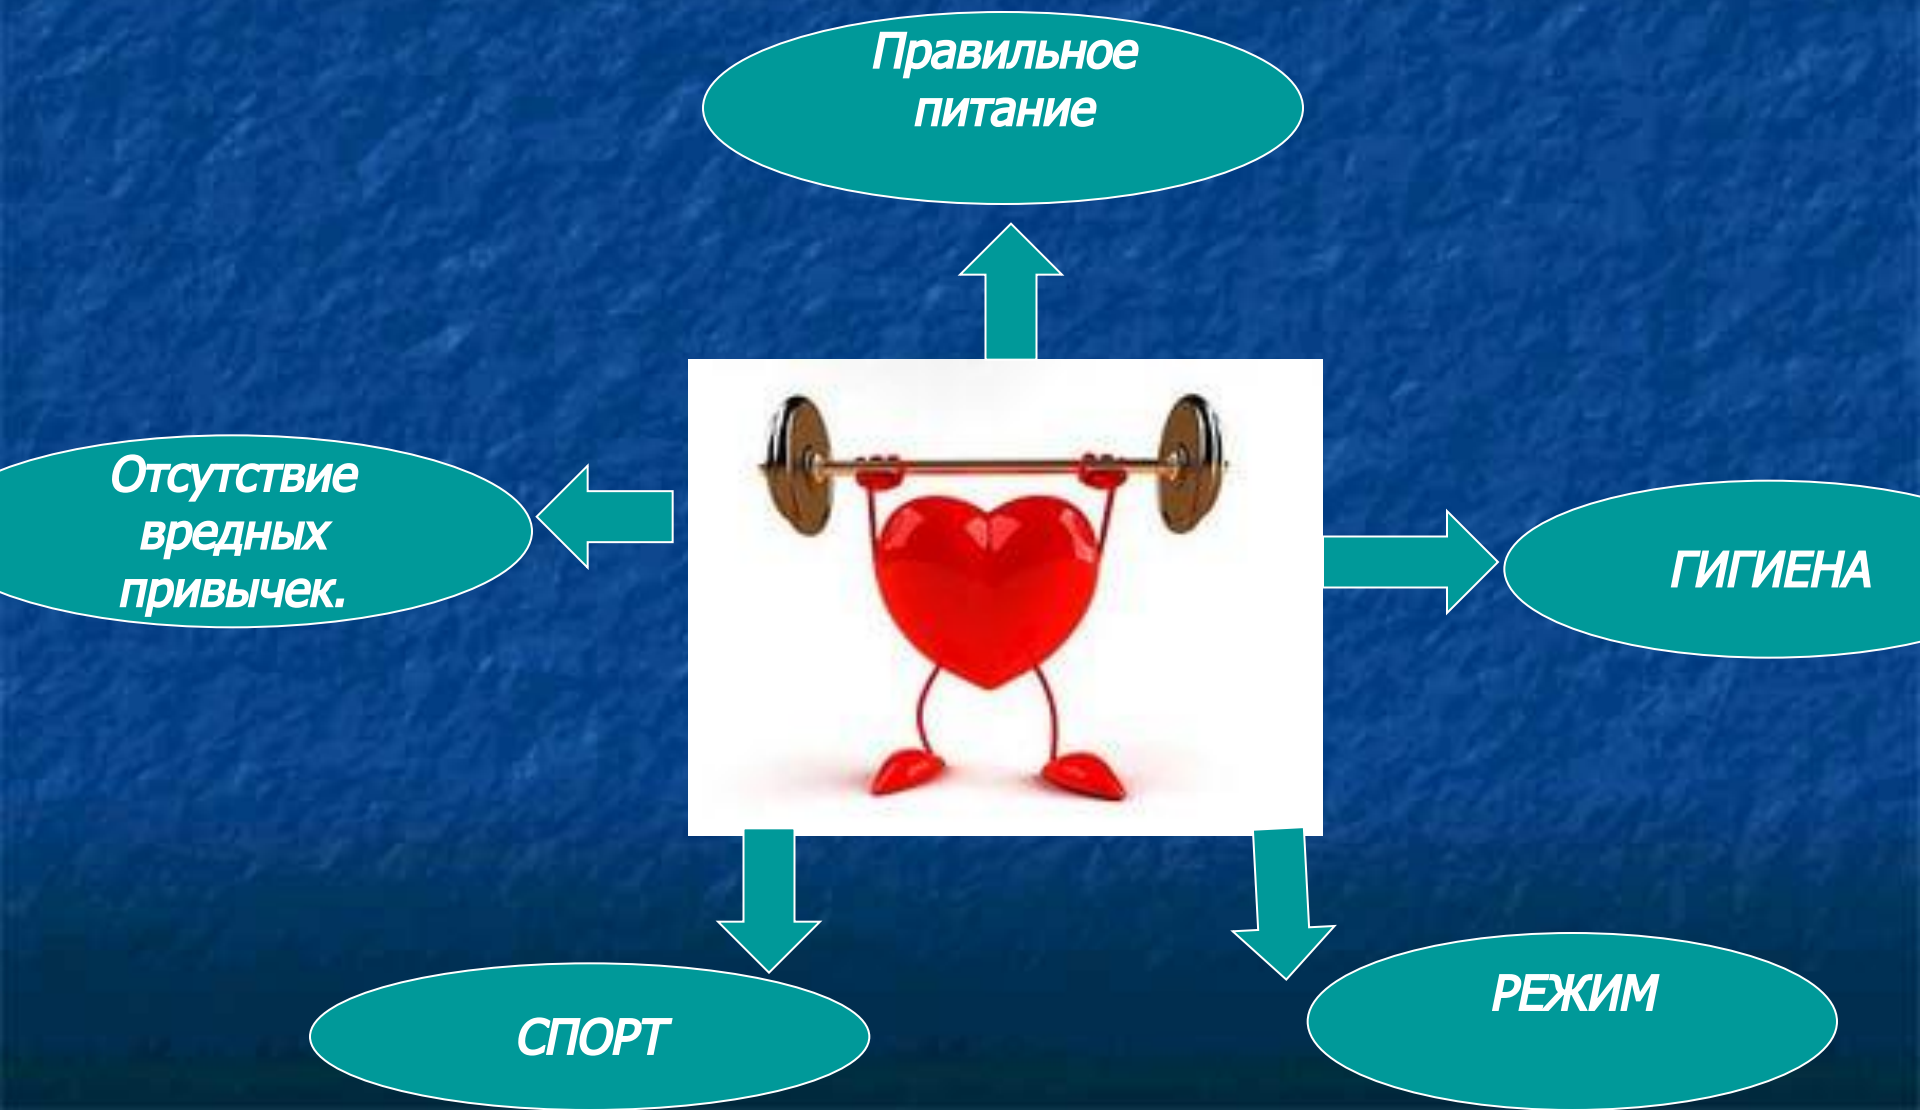 Правильное
питание
Отсутствие
вредных
привычек.
ГИГИЕНА
СПОРТ
РЕЖИМ